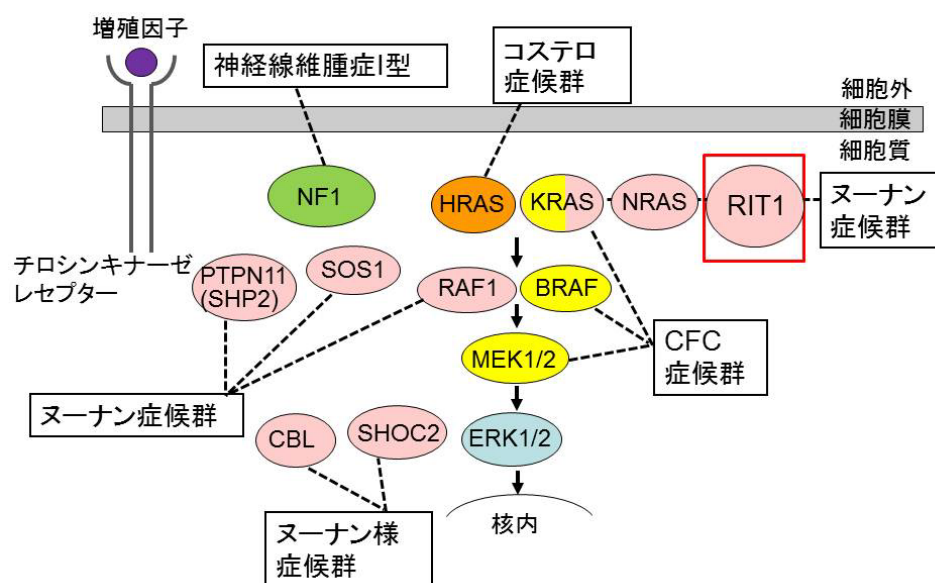 増殖因子
神経線維腫症I型
コステロ
症候群
細胞外
細胞膜
細胞質
NF1
HRAS
KRAS
NRAS
RIT1
ヌーナン
症候群
チロシンキナーゼ
レセプター
PTPN11
(SHP2)
SOS1
RAF1
BRAF
MEK1/2
CFC
症候群
ヌーナン症候群
CBL
SHOC2
ERK1/2
ヌーナン様
症候群
核内